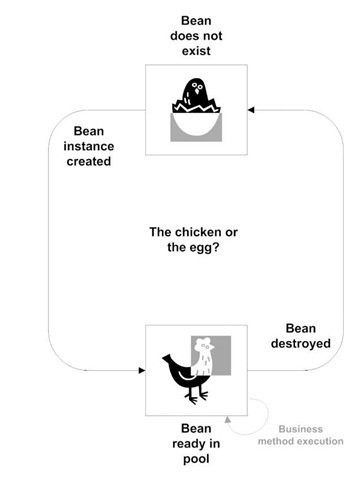 Bean
does not
exist
Bean
instance
created
The chicken or
the egg?
Bean
destroyed
Bean
ready in
pool
Business
method execution